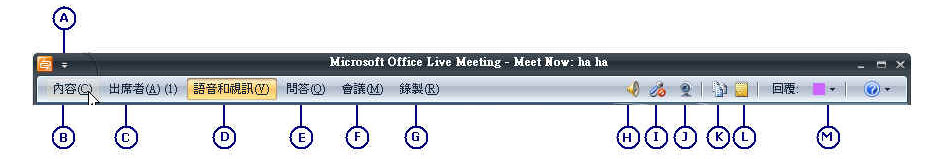 A
Microsoft Office Live Meeting - Meet Now: ha ha
內容(C) 出席者(A) (1) 語音和視訊(V) 問答(Q) 會議(M) 錄製(R) 回覆:
B C D E F G H I J K L M